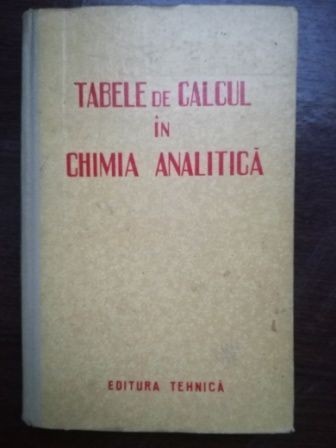 TABELE DE CALCUL
ÎN
CHIMIA ANALITICĂ
EDITURA TEHNICĂ